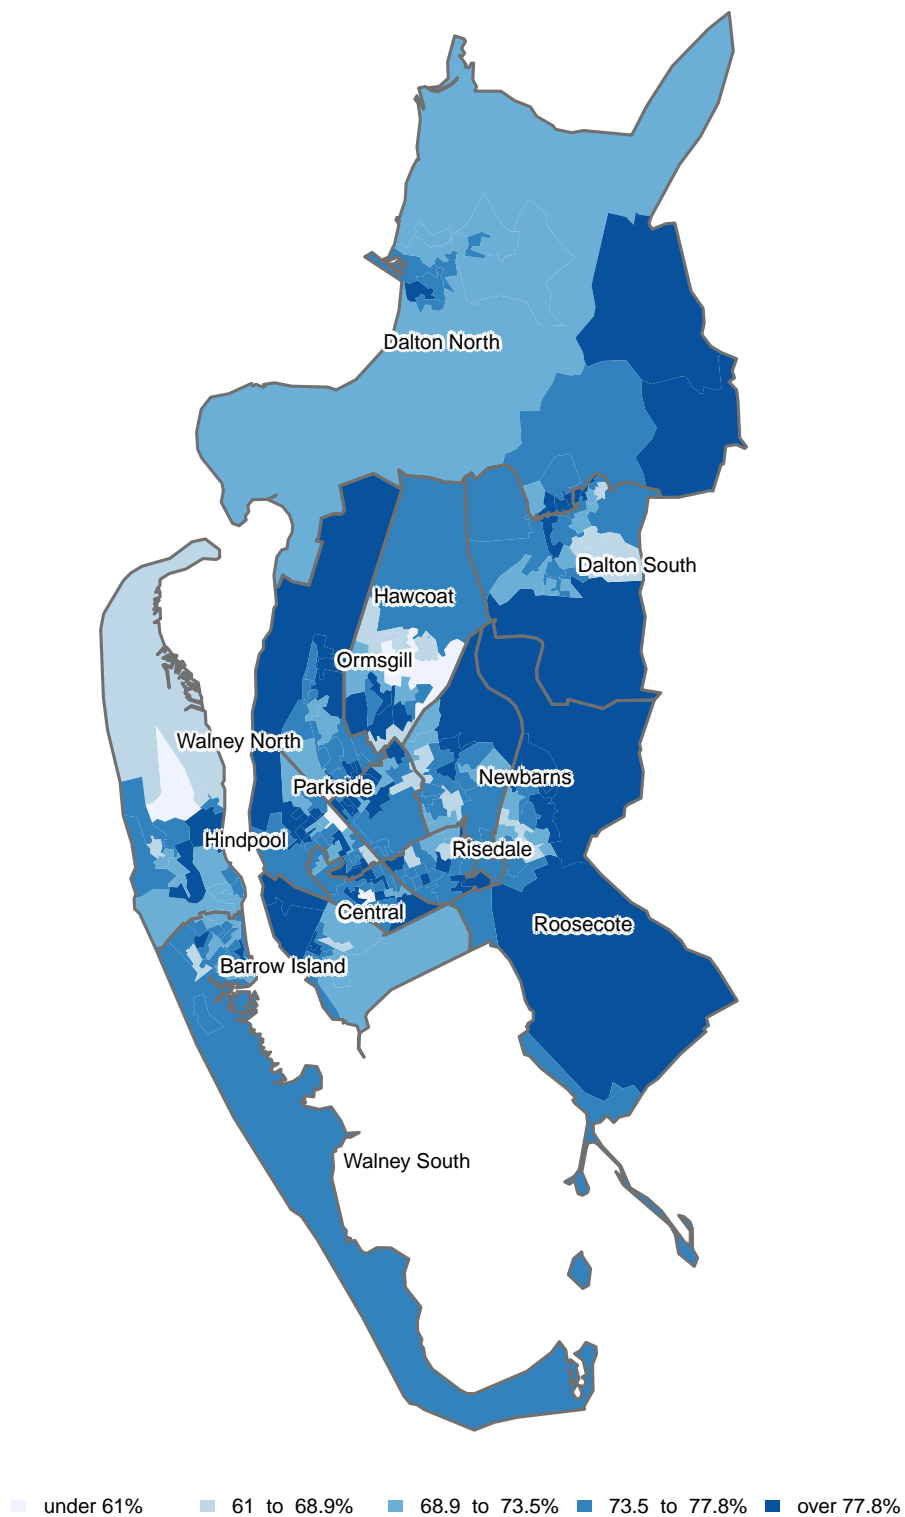 Dalton North
Dalton South
Hawcoat
Ormsgill
Walney North
Newbarns
Parkside
Hindpool
Risedale
Central
Roosecote
Barrow Island
Walney South
under 61%
61 to 68.9%
68.9 to 73.5%
73.5 to 77.8%
over 77.8%